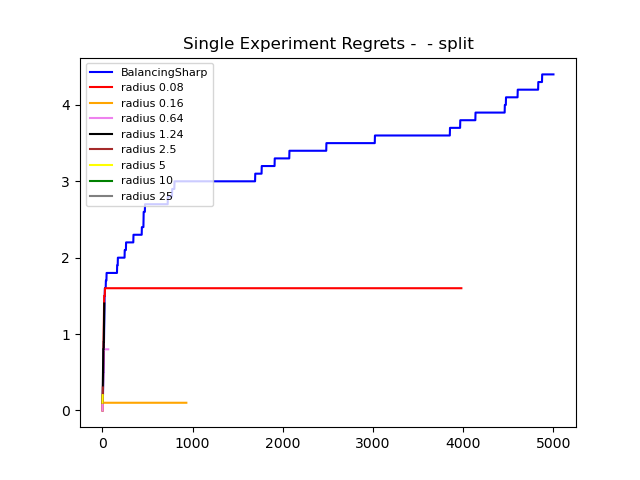 Single Experiment Regrets -  - split
BalancingSharp
radius 0.08
radius 0.16
radius 0.64
radius 1.24
radius 2.5
radius 5
radius 10
radius 25
4
3
2
1
0
0 1000 2000 3000 4000 5000